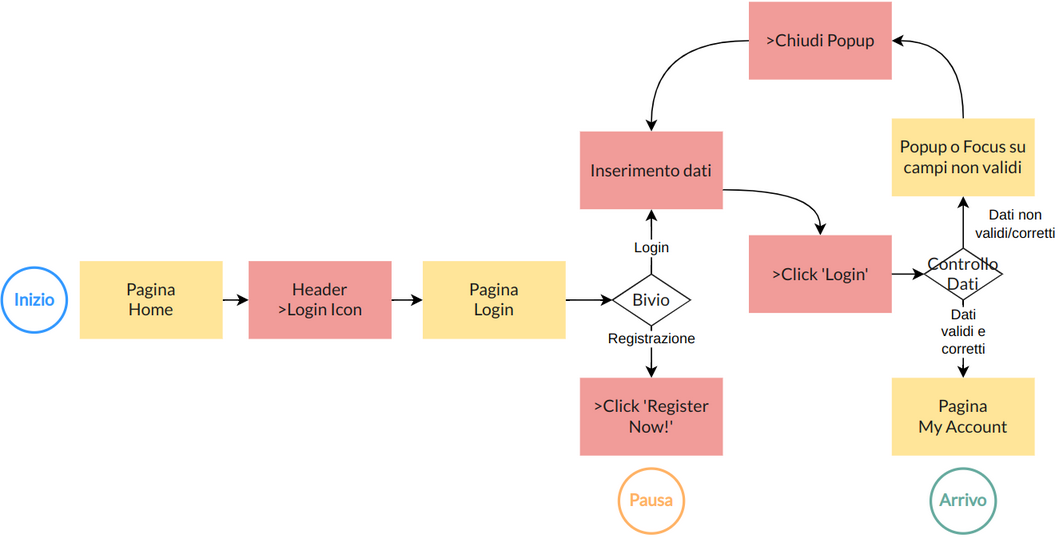 Inizio
Pagina
Home
Header
>Login Icon
Pagina
Login
Bivio
Login
Registrazione
Inserimento dati
>Click 'Register
Now!'
Pausa
>Chiudi Popup
>Click 'Login'
Controllo
Dati
Dati non
validi/corretti
Popup o Focus su
campi non validi
Dati
validi e
corretti
Pagina
My Account
Arrivo